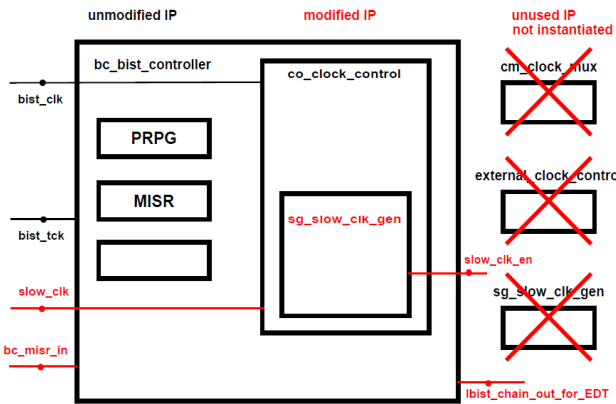 unmodified IP
modified IP
unused IP
not instantiated
bc_bist_controller
co_clock_control
cm_clock_mux
bist_clk
PRPG
MISR
external_clock_contro
sg_slow_clk_gen
bist_tck
slow_clk_en
slow_clk
sg_slow_clk_gen
bc_misr_in
lbist_chain_out_for_EDT